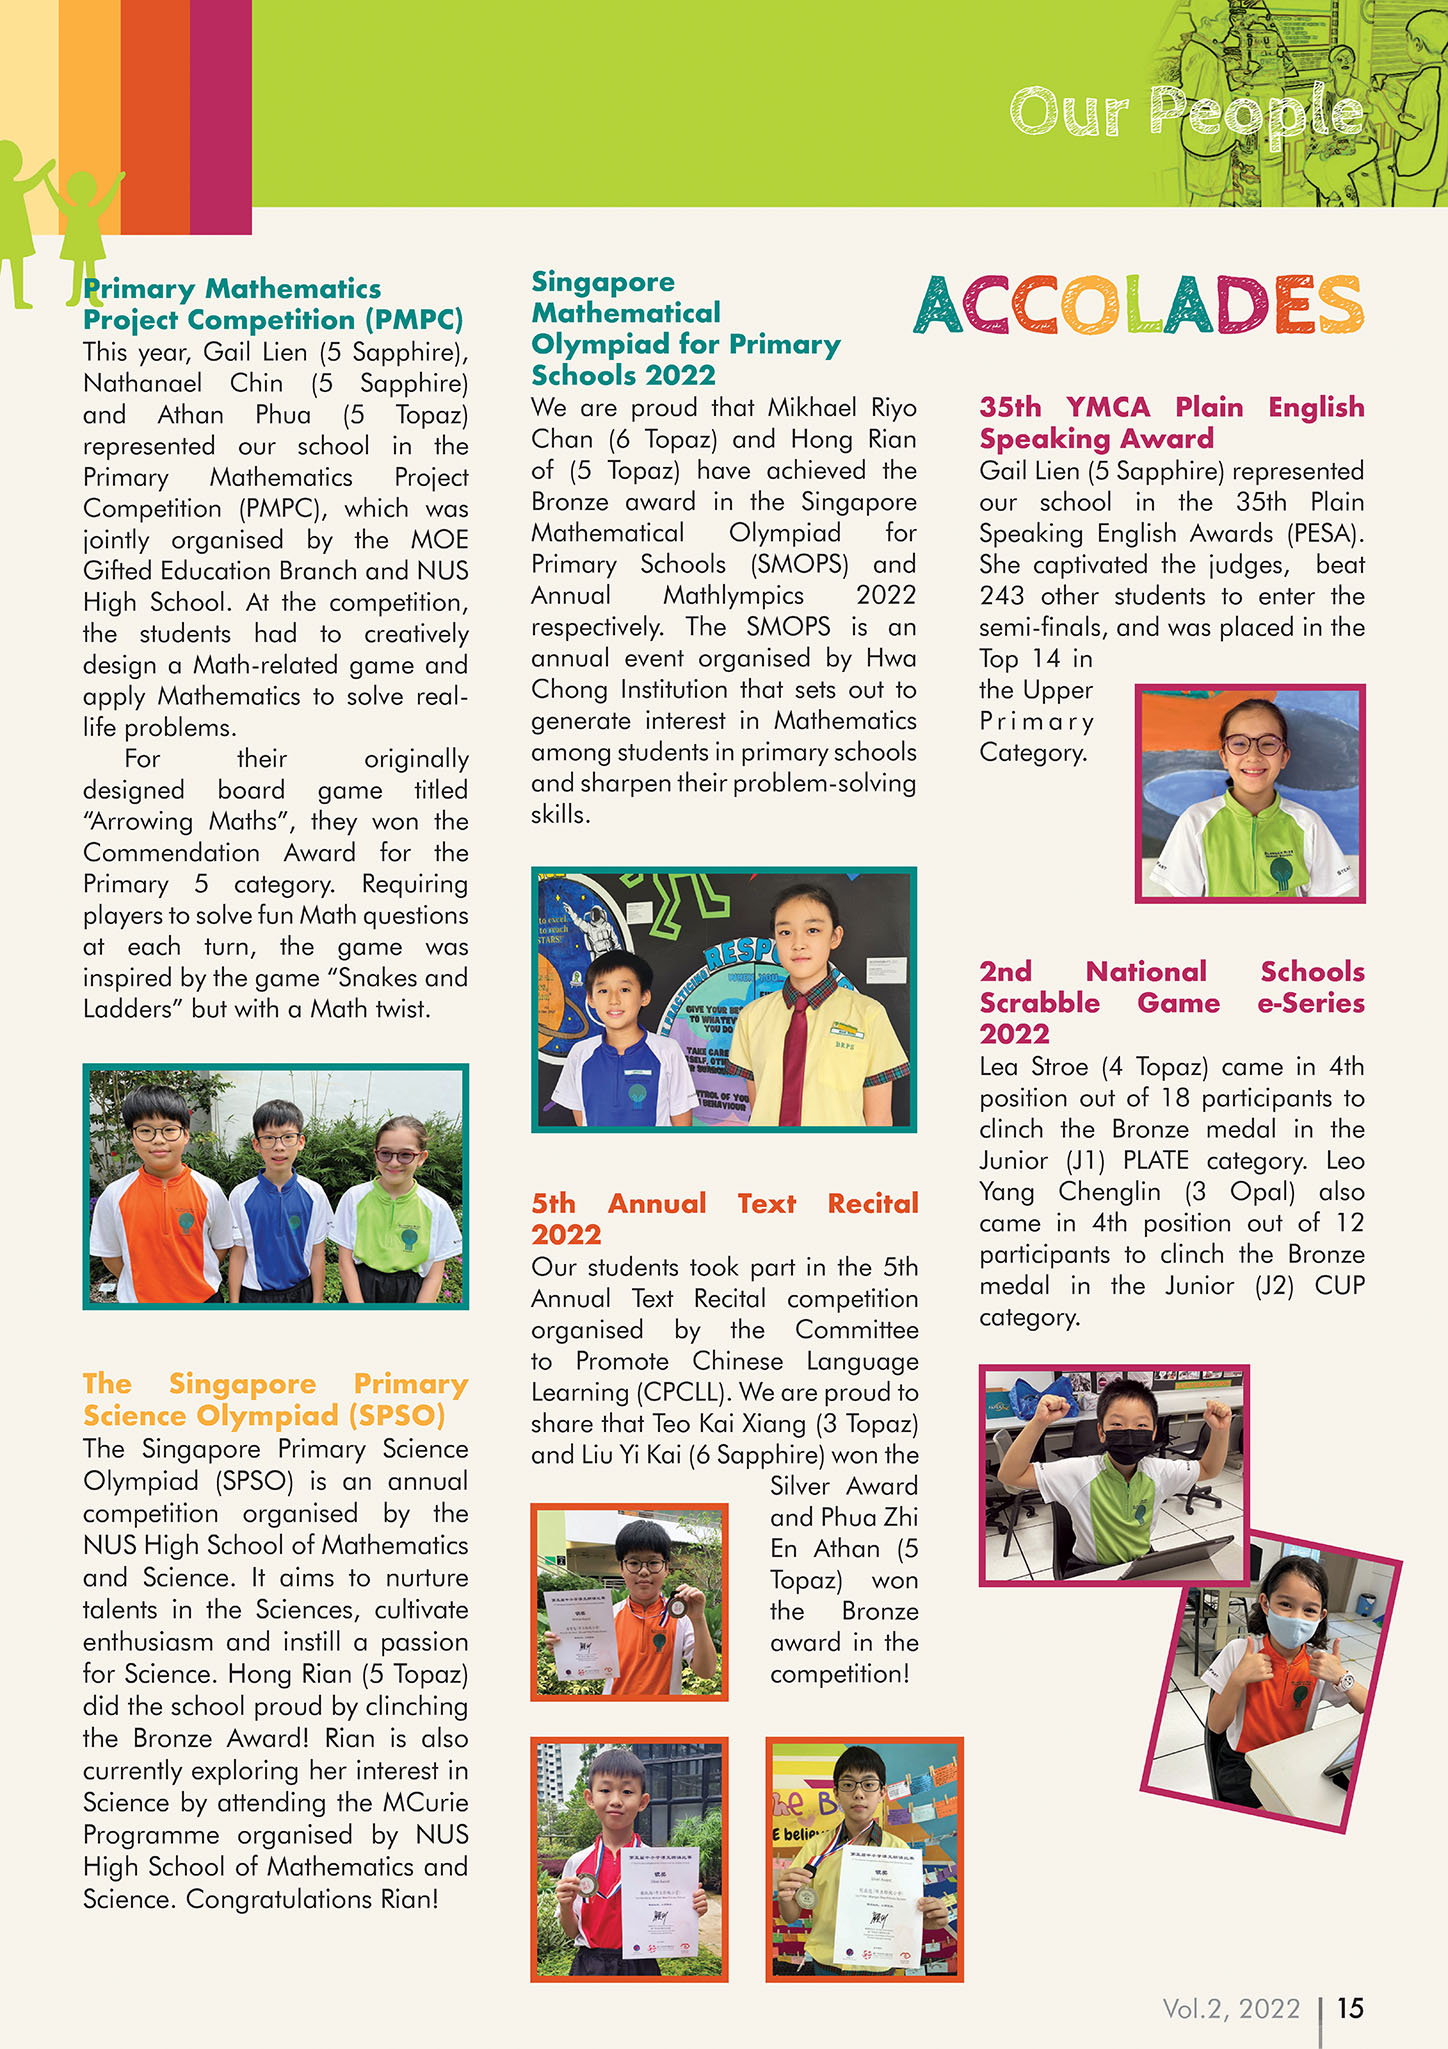 Our People
ACCOLADES
Primary Mathematics
Project Competition (PMPC)
This year, Gail Lien (5 Sapphire),
Nathanael Chin (5 Sapphire)
and Athan Phua (5 Topaz)
represented our school in the
Primary Mathematics Project
Competition (PMPC), which was
jointly organised by the MOE
Gifted Education Branch and NUS
High School. At the competition,
the students had to creatively
design a Math-related game and
apply Mathematics to solve real-
life problems.
For their originally
designed board game titled
“Arrowing Maths”, they won the
Commendation Award for the
Primary 5 category. Requiring
players to solve fun Math questions
at each turn, the game was
inspired by the game “Snakes and
Ladders” but with a Math twist.
The Singapore Primary
Science Olympiad (SPSO)
The Singapore Primary Science
Olympiad (SPSO) is an annual
competition organised by the
NUS High School of Mathematics
and Science. It aims to nurture
talents in the Sciences, cultivate
enthusiasm and instill a passion
for Science. Hong Rian (5 Topaz)
did the school proud by clinching
the Bronze Award! Rian is also
currently exploring her interest in
Science by attending the MCurie
Programme organised by NUS
High School of Mathematics and
Science. Congratulations Rian!
Singapore
Mathematical
Olympiad for Primary
Schools 2022
We are proud that Mikhael Riyo
Chan (6 Topaz) and Hong Rian
of (5 Topaz) have achieved the
Bronze award in the Singapore
Mathematical Olympiad for
Primary Schools (SMOPS) and
Annual Mathlympics 2022
respectively. The SMOPS is an
annual event organised by Hwa
Chong Institution that sets out to
generate interest in Mathematics
among students in primary schools
and sharpen their problem-solving
skills.
GIVE YOUR
TO
YOU DO
TAKE CARE
BEHAVIOUR
BRPS
5th Annual Text Recital
2022
Our students took part in the 5th
Annual Text Recital competition
organised by the Committee
to Promote Chinese Language
Learning (CPCLL). We are proud to
share that Teo Kai Xiang (3 Topaz)
and Liu Yi Kai (6 Sapphire) won the
Silver Award
and Phua Zhi
En Athan (5
Topaz) won
the Bronze
award in the
competition!
35th YMCA Plain English
Speaking Award
Gail Lien (5 Sapphire) represented
our school in the 35th Plain
Speaking English Awards (PESA).
She captivated the judges, beat
243 other students to enter the
semi-finals, and was placed in the
Top 14 in
the Upper
Primary
Category.
2nd National Schools
Scrabble Game e-Series
2022
Lea Stroe (4 Topaz) came in 4th
position out of 18 participants to
clinch the Bronze medal in the
Junior (J1) PLATE category. Leo
Yang Chenglin (3 Opal) also
came in 4th position out of 12
participants to clinch the Bronze
medal in the Junior (J2) CUP
category.
Vol.2, 2022 | 15